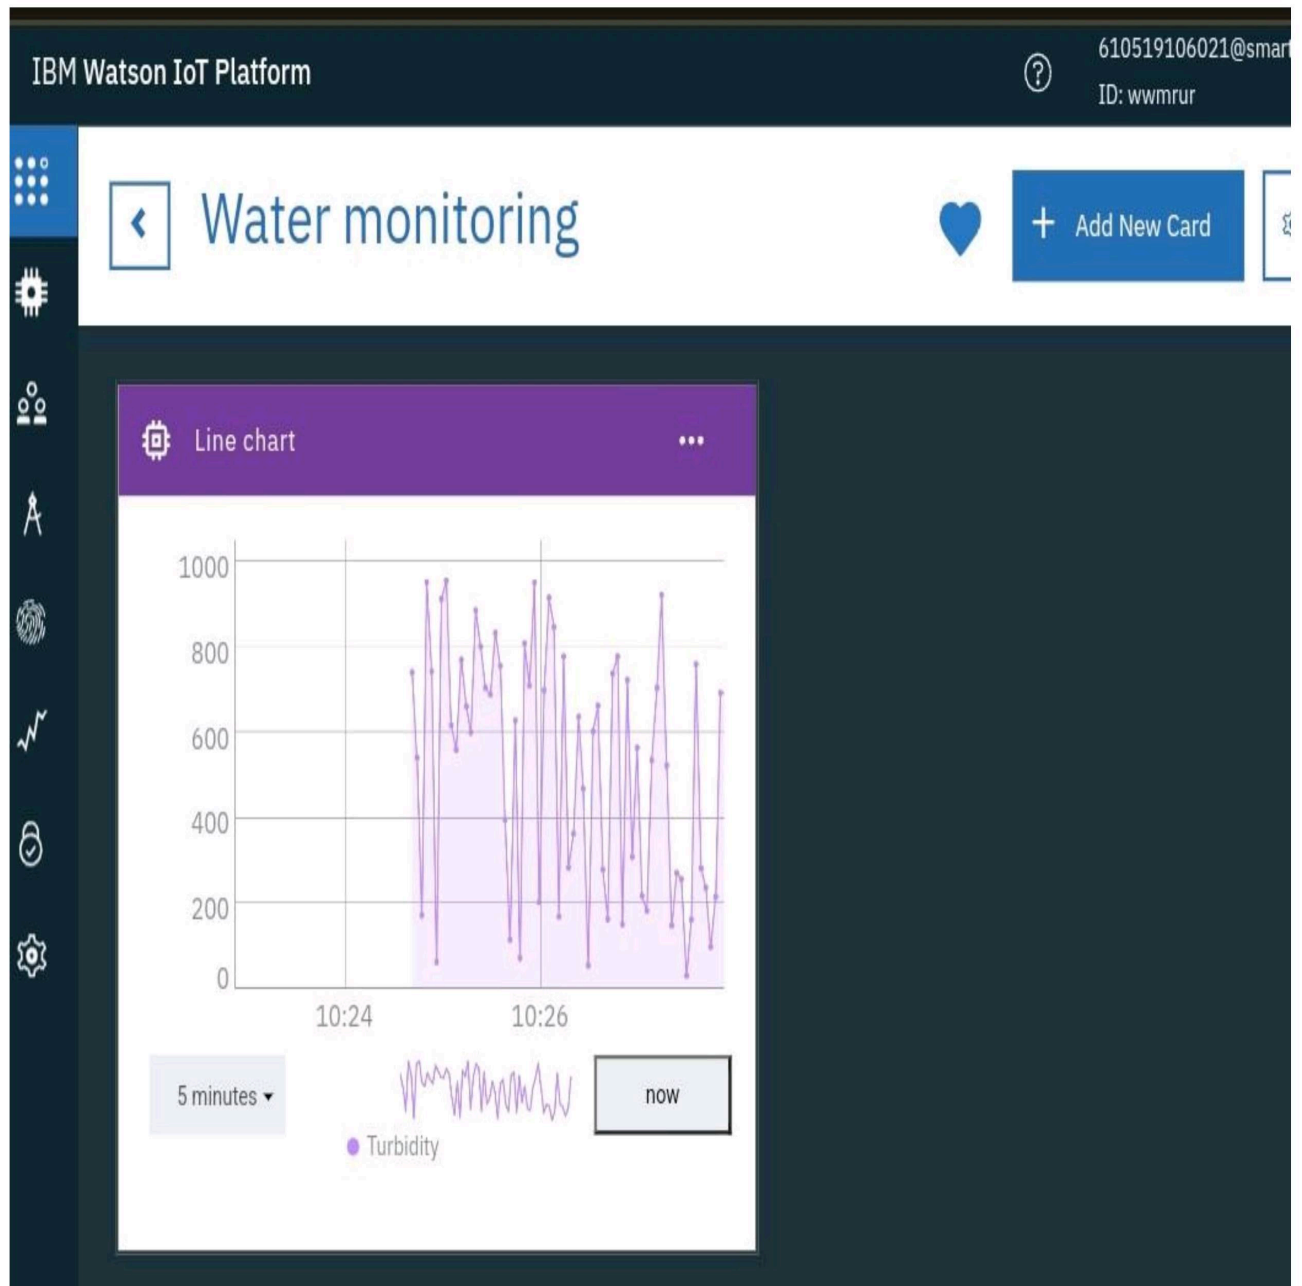 IBM Watson IoT Platform
610519106021@smart
ID: wwmrur
Water monitoring
Add New Card
Line chart
1000
800
600
400
200
0
10:24
10:26
5 minutes
now
Turbidity